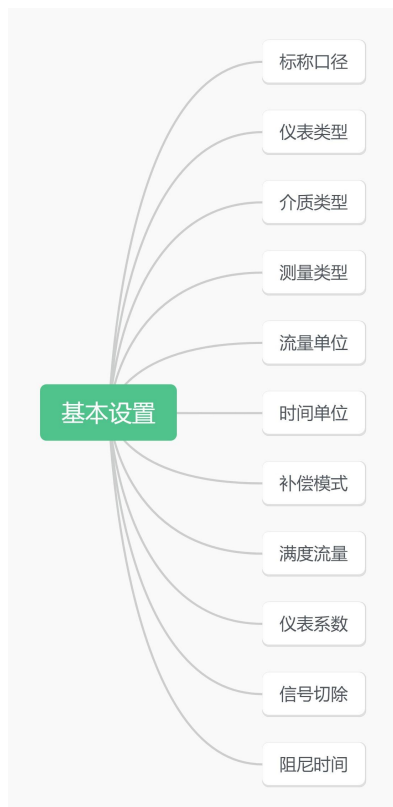 标称口径
仪表类型
介质类型
测量类型
流量单位
基本设置
时间单位
补偿模式
满度流量
仪表系数
信号切除
阻尼时间